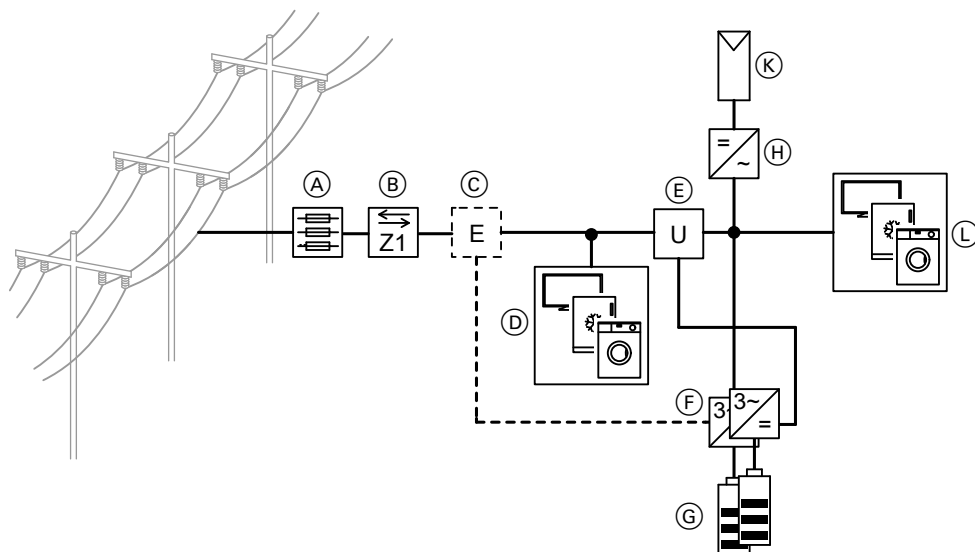 K
=
~
H
A
B
C
E
Z1
E
U
L
D
F
3~
3~
=
G